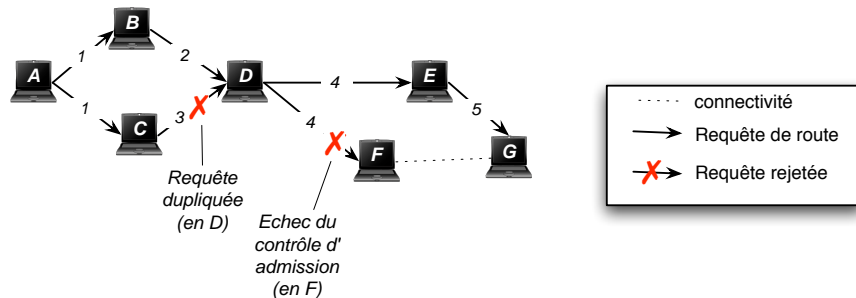 B
1
2
A
D
4
E
1
3
4
5
C
F
G
Requête
dupliquée
(en D)
Echec du
contrôle d'
admission
(en F)
connectivité
Requête de route
Requête rejetée